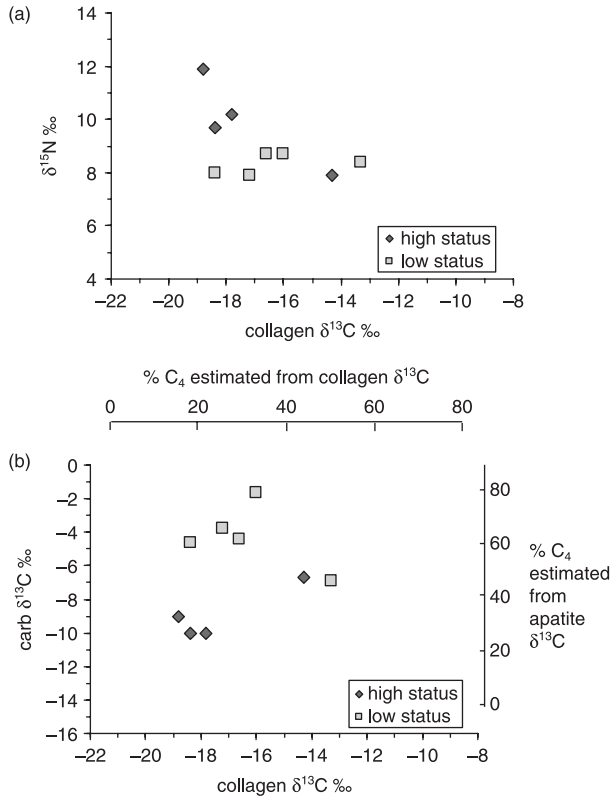 (a)
14
12
10
8
6
4
δ15N ‰
high status
low status
−22 −20 −18 −16 −14 −12 −10 −8
collagen δ13C ‰
% C4 estimated from collagen δ13C
0 20 40 60 80
(b)
0
−2
−4
−6
−8
−10
−12
−14
−16
carb δ13C ‰
80
60
40
20
0
% C4
estimated
from
apatite
δ13C
high status
low status
−22 −20 −18 −16 −14 −12 −10 −8
collagen δ13C ‰